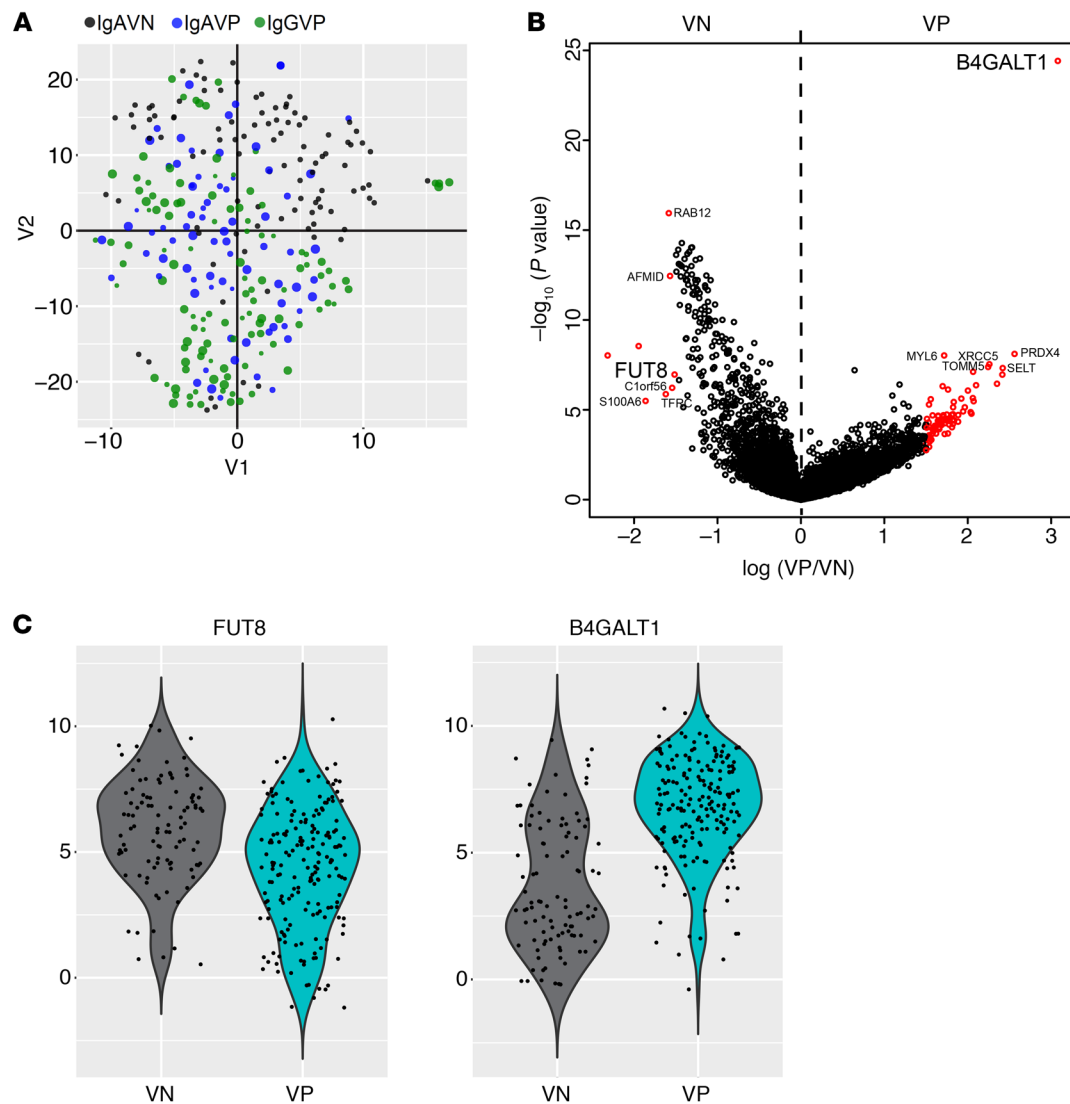 A
IgAVN IgAVP IgGVP
20
10
0
−10
−20
V2
−10 0 10
V1
B
VN VP
25
15
10
5
0
−log10 (P value)
B4GALT1
RAB12
AFMID
FUT8
C1orf56
S100A6
TFRC
MYL6
XRCC5
TOMM5
PRDX4
SELT
−2 −1 0 1 2 3
log (VP/VN)
C
FUT8
10
5
0
VN VP
B4GALT1
10
5
0
VN VP